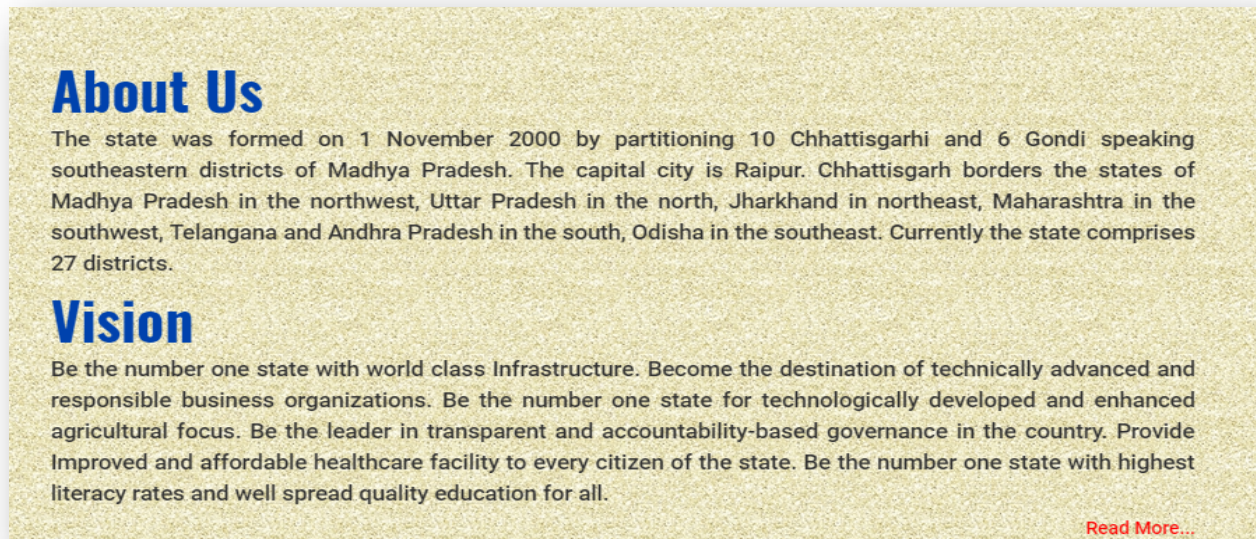 About Us
The state was formed on 1 November 2000 by partitioning 10 Chhattisgarhi and 6 Gondi speaking
southeastern districts of Madhya Pradesh. The capital city is Raipur. Chhattisgarh borders the states of
Madhya Pradesh in the northwest, Uttar Pradesh in the north, Jharkhand in northeast, Maharashtra in the
southwest, Telangana and Andhra Pradesh in the south, Odisha in the southeast. Currently the state comprises
27 districts.
Vision
Be the number one state with world class Infrastructure. Become the destination of technically advanced and
responsible business organizations. Be the number one state for technologically developed and enhanced
agricultural focus. Be the leader in transparent and accountability-based governance in the country. Provide
Improved and affordable healthcare facility to every citizen of the state. Be the number one state with highest
literacy rates and well spread quality education for all.
Read More...